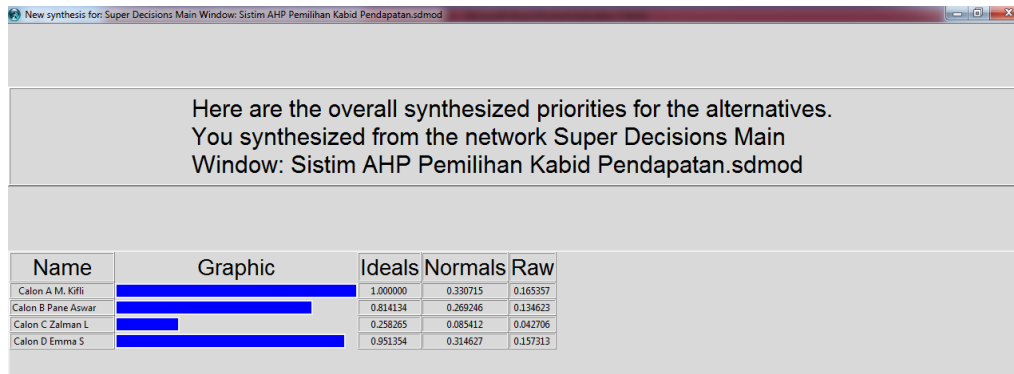 New synthesis for: Super Decisions Main Window: Sistim AHP Pemilihan Kabid Pendapatan.sdmod
Here are the overall synthesized priorities for the alternatives.
You synthesized from the network Super Decisions Main
Window: Sistim AHP Pemilihan Kabid Pendapatan.sdmod
Name Graphic Ideals Normals Raw
Calon A M. Kifli 1.000000 0.330715 0.165357
Calon B Pane Aswar 0.814134 0.269246 0.134623
Calon C Zalman L 0.258265 0.085412 0.042706
Calon D Emma S 0.951354 0.314627 0.157313